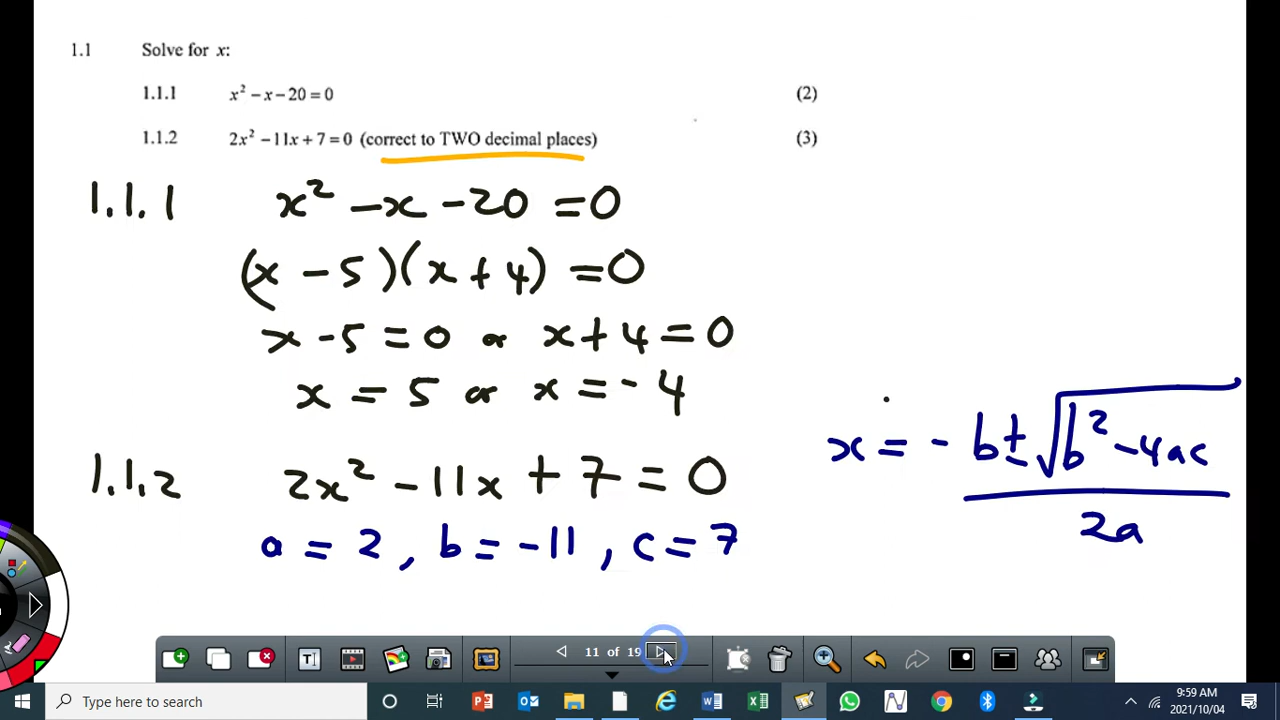 1.1 Solve for x:
1.1.1 x² – x – 20 = 0 (2)
1.1.2 2x² – 11x + 7 = 0 (correct to TWO decimal places) (3)
1.1.1 x² – x – 20 = 0
(x – 5)(x + 4) = 0
x – 5 = 0 or x + 4 = 0
x = 5 or x = – 4
x = – b ± √b² – 4ac / 2a
1.1.2 2x² – 11x + 7 = 0
a = 2 , b = – 11 , c = 7
11 of 19
Type here to search
9:59 AM
2021/10/04